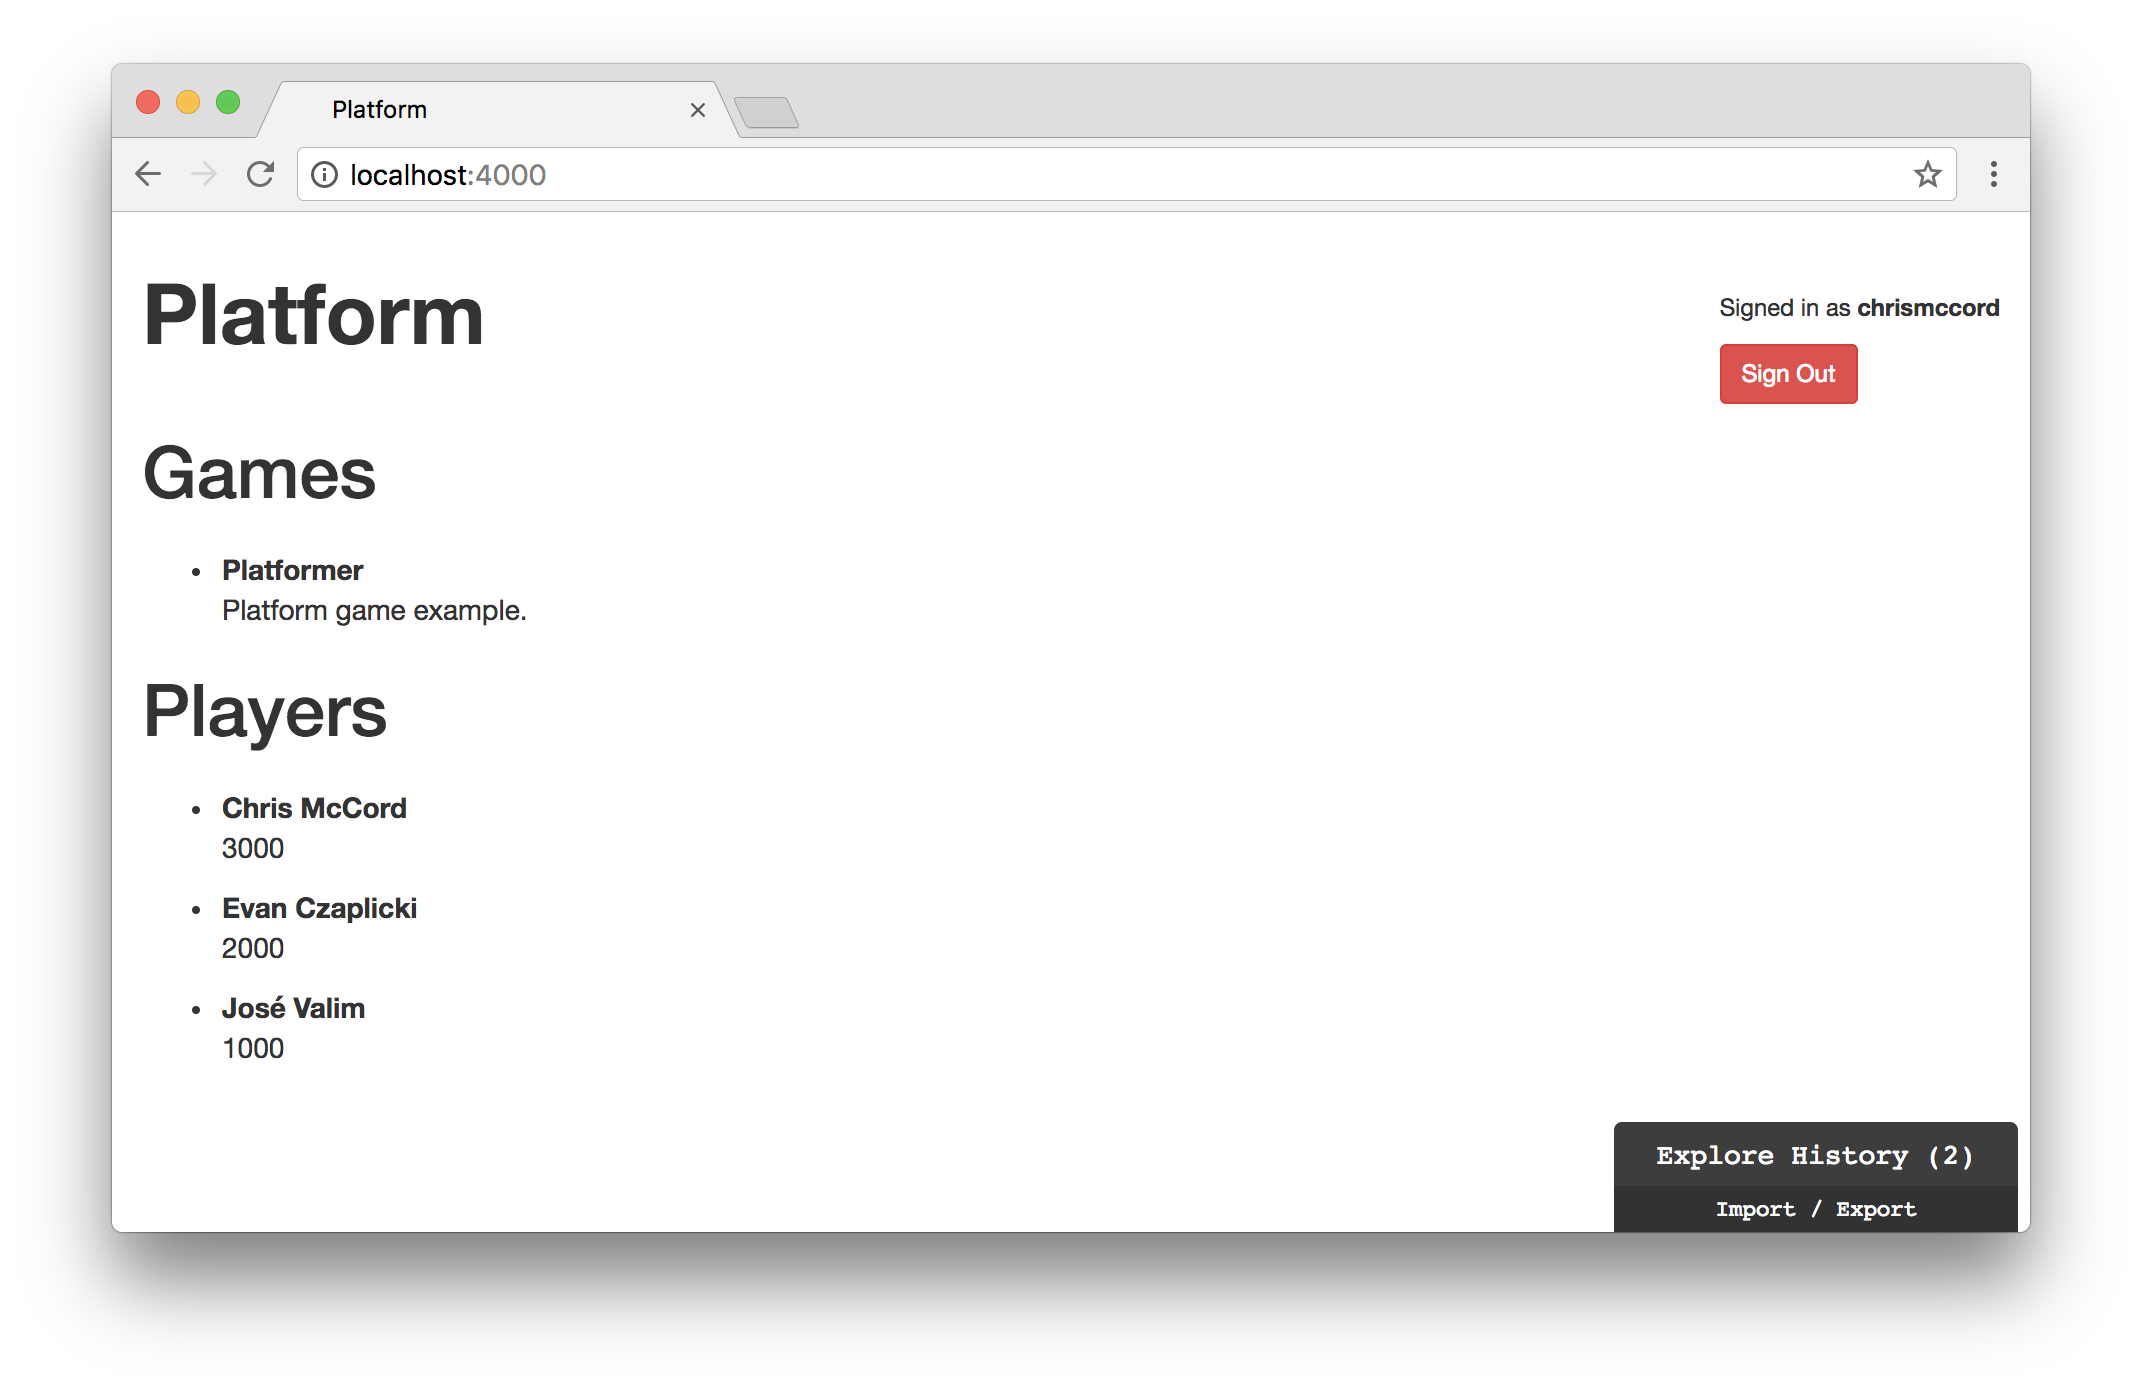 Platform
localhost:4000
Platform
Signed in as chrismccord
Sign Out
Games
Platformer
Platform game example.
Players
Chris McCord
3000
Evan Czaplicki
2000
José Valim
1000
Explore History (2)
Import / Export